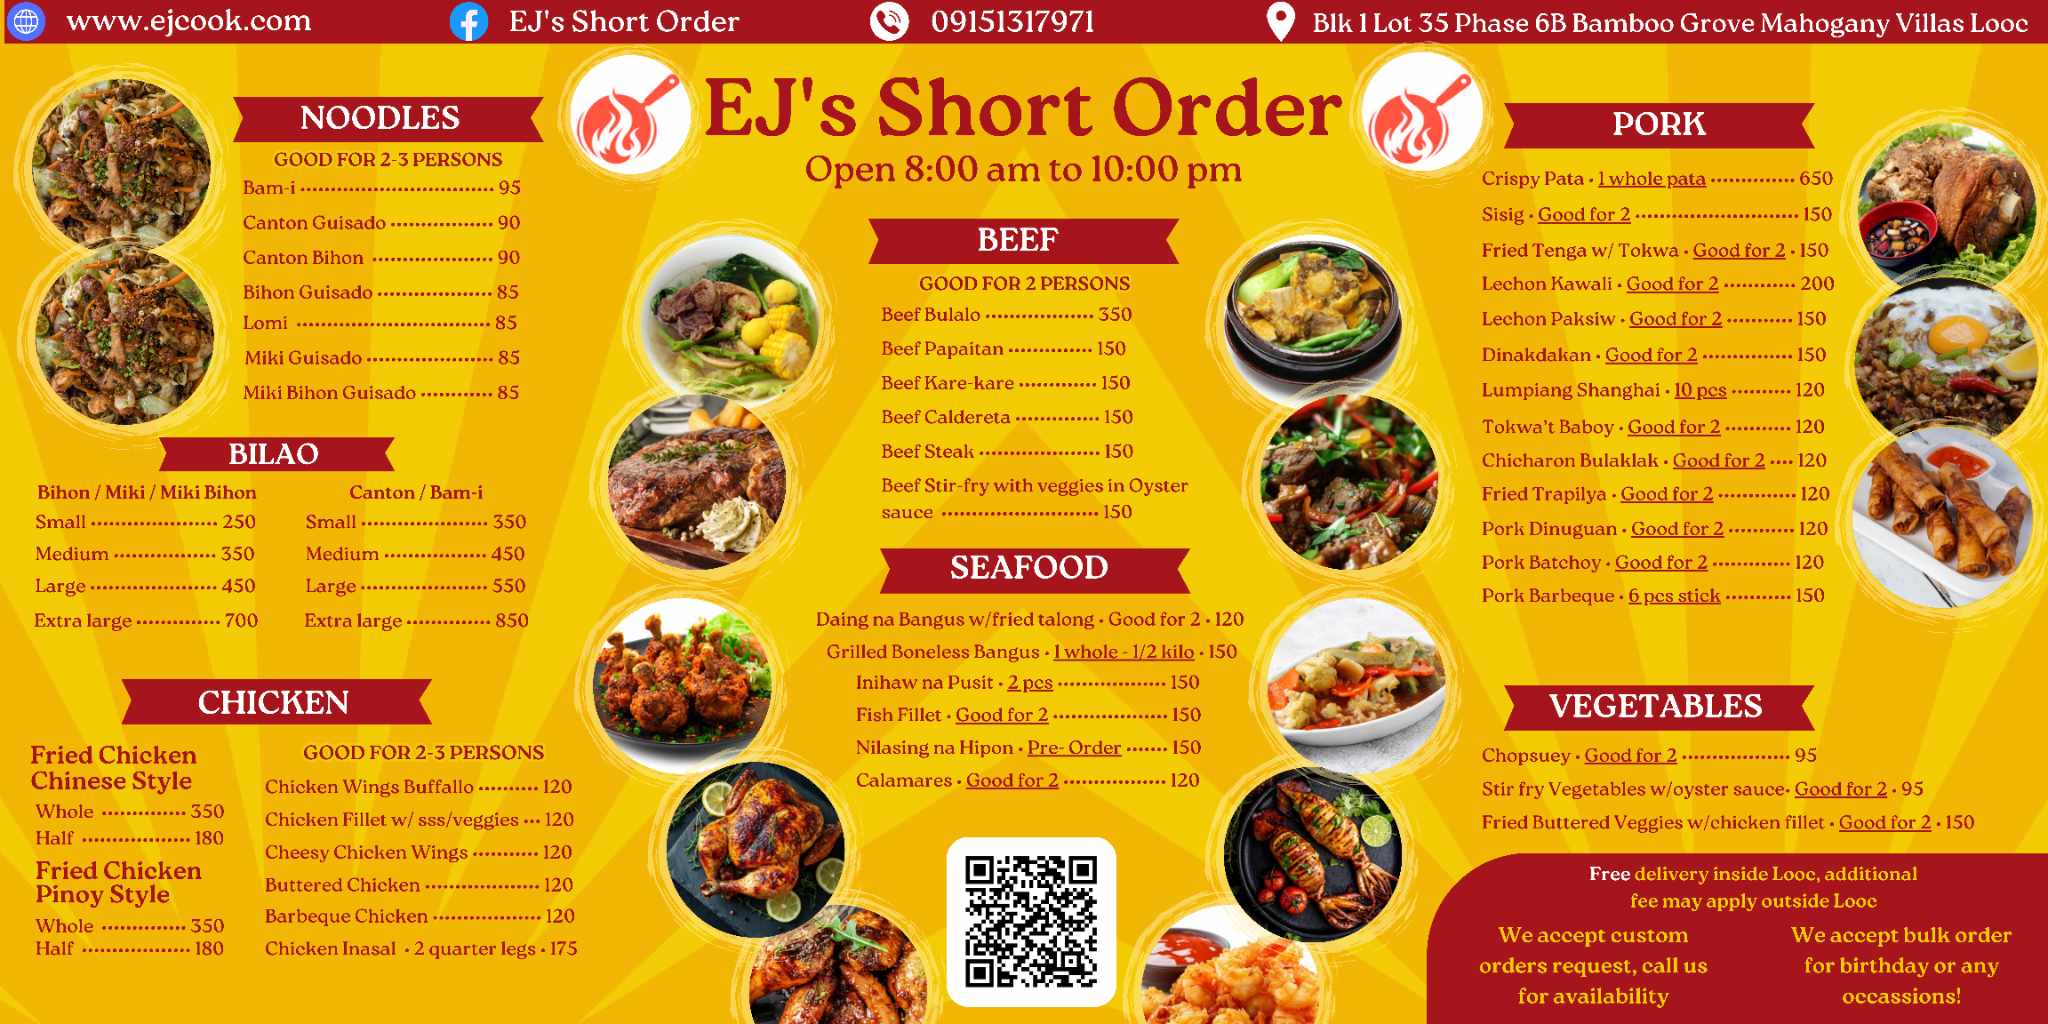 www.ejcook.com
EJ's Short Order
09151317971
Blk 1 Lot 35 Phase 6B Bamboo Grove Mahogany Villas Looc
EJ's Short Order
Open 8:00 am to 10:00 pm
NOODLES
GOOD FOR 2-3 PERSONS
Bam-i ................................ 95
Canton Guisado .................. 90
Canton Bihon .................... 90
Bihon Guisado ................... 85
Lomi ................................ 85
Miki Guisado ..................... 85
Miki Bihon Guisado ............ 85
BILAO
Bihon / Miki / Miki Bihon
Small ..................... 250
Medium ................. 350
Large ..................... 450
Extra large .............. 700
Canton / Bam-i
Small ..................... 350
Medium ................. 450
Large ...................... 550
Extra large .............. 850
CHICKEN
Fried Chicken
Chinese Style
Whole .............. 350
Half .................. 180
Fried Chicken
Pinoy Style
Whole .............. 350
Half .................. 180
GOOD FOR 2-3 PERSONS
Chicken Wings Buffallo .......... 120
Chicken Fillet w/ sss/veggies ... 120
Cheesy Chicken Wings ........... 120
Buttered Chicken ................... 120
Barbeque Chicken .................. 120
Chicken Inasal • 2 quarter legs • 175
BEEF
GOOD FOR 2 PERSONS
Beef Bulalo .................. 350
Beef Papaitan .............. 150
Beef Kare-kare ............. 150
Beef Caldereta .............. 150
Beef Steak .................... 150
Beef Stir-fry with veggies in Oyster
sauce .......................... 150
SEAFOOD
Daing na Bangus w/fried talong • Good for 2 • 120
Grilled Boneless Bangus • 1 whole - 1/2 kilo • 150
Inihaw na Pusit • 2 pcs .................. 150
Fish Fillet • Good for 2 ................... 150
Nilasing na Hipon • Pre- Order ....... 150
Calamares • Good for 2 ................. 120
PORK
Crispy Pata • 1 whole pata .............. 650
Sisig • Good for 2 ........................... 150
Fried Tenga w/ Tokwa • Good for 2 • 150
Lechon Kawali • Good for 2 ............ 200
Lechon Paksiw • Good for 2 ........... 150
Dinakdakan • Good for 2 ............... 150
Lumpiang Shanghai • 10 pcs .......... 120
Tokwa't Baboy • Good for 2 ............ 120
Chicharon Bulaklak • Good for 2 .... 120
Fried Trapilya • Good for 2 ............. 120
Pork Dinuguan • Good for 2 ............ 120
Pork Batchoy • Good for 2 ............. 120
Pork Barbeque • 6 pcs stick ........... 150
VEGETABLES
Chopsuey • Good for 2 .................. 95
Stir fry Vegetables w/oyster sauce• Good for 2 • 95
Fried Buttered Veggies w/chicken fillet • Good for 2 • 150
Free delivery inside Looc, additional
fee may apply outside Looc
We accept custom
orders request, call us
for availability
We accept bulk order
for birthday or any
occassions!